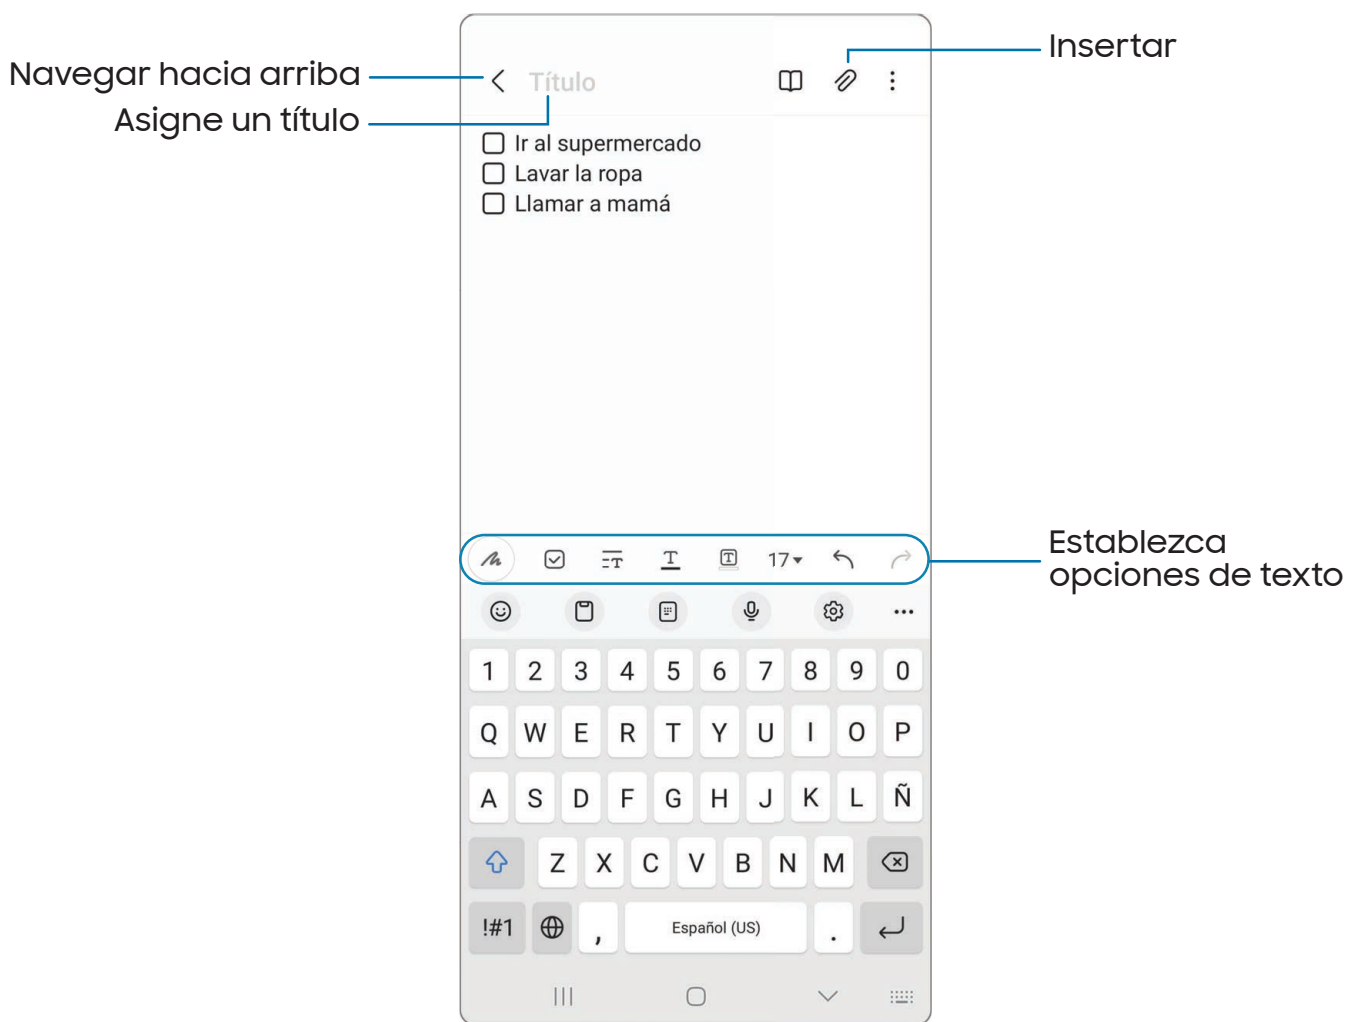 Insertar
Navegar hacia arriba
Título
Asigne un título
Ir al supermercado
Lavar la ropa
Llamar a mamá
T T T 17
Establezca
opciones de texto
1 2 3 4 5 6 7 8 9 0
Q W E R T Y U I O P
A S D F G H J K L Ñ
Z X C V B N M
!#1 , Español (US) .